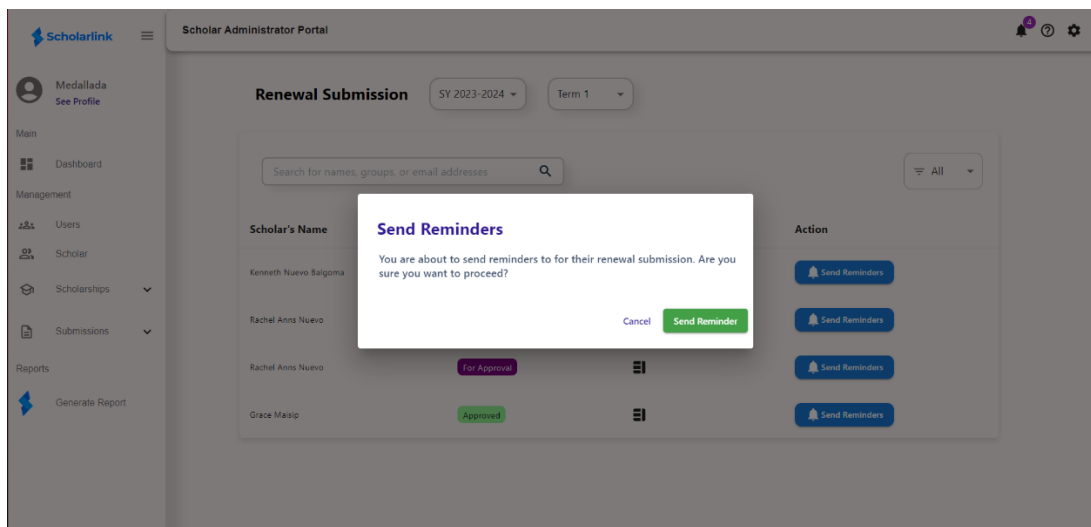 Scholarlink
Scholar Administrator Portal
4
Medallada
See Profile
Main
Dashboard
Management
Users
Scholar
Scholarships
Submissions
Reports
Generate Report
Renewal Submission
SY 2023-2024
Term 1
Search for names, groups, or email addresses
All
Scholar's Name
Action
Kenneth Nuevo Balgoma
Send Reminders
Rachel Anns Nuevo
Send Reminders
Rachel Anns Nuevo
For Approval
Send Reminders
Grace Maisip
Approved
Send Reminders
Send Reminders
You are about to send reminders to for their renewal submission. Are you
sure you want to proceed?
Cancel
Send Reminder